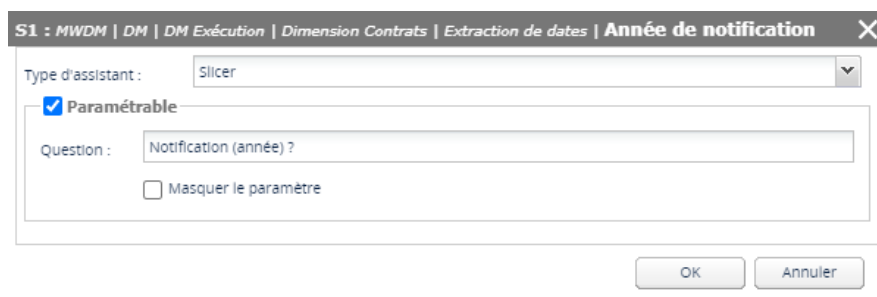 S1 : MWDM | DM | DM Exécution | Dimension Contrats | Extraction de dates | Année de notification
Type d'assistant : Slicer
Paramétrable
Question : Notification (année) ?
Masquer le paramètre
OK Annuler